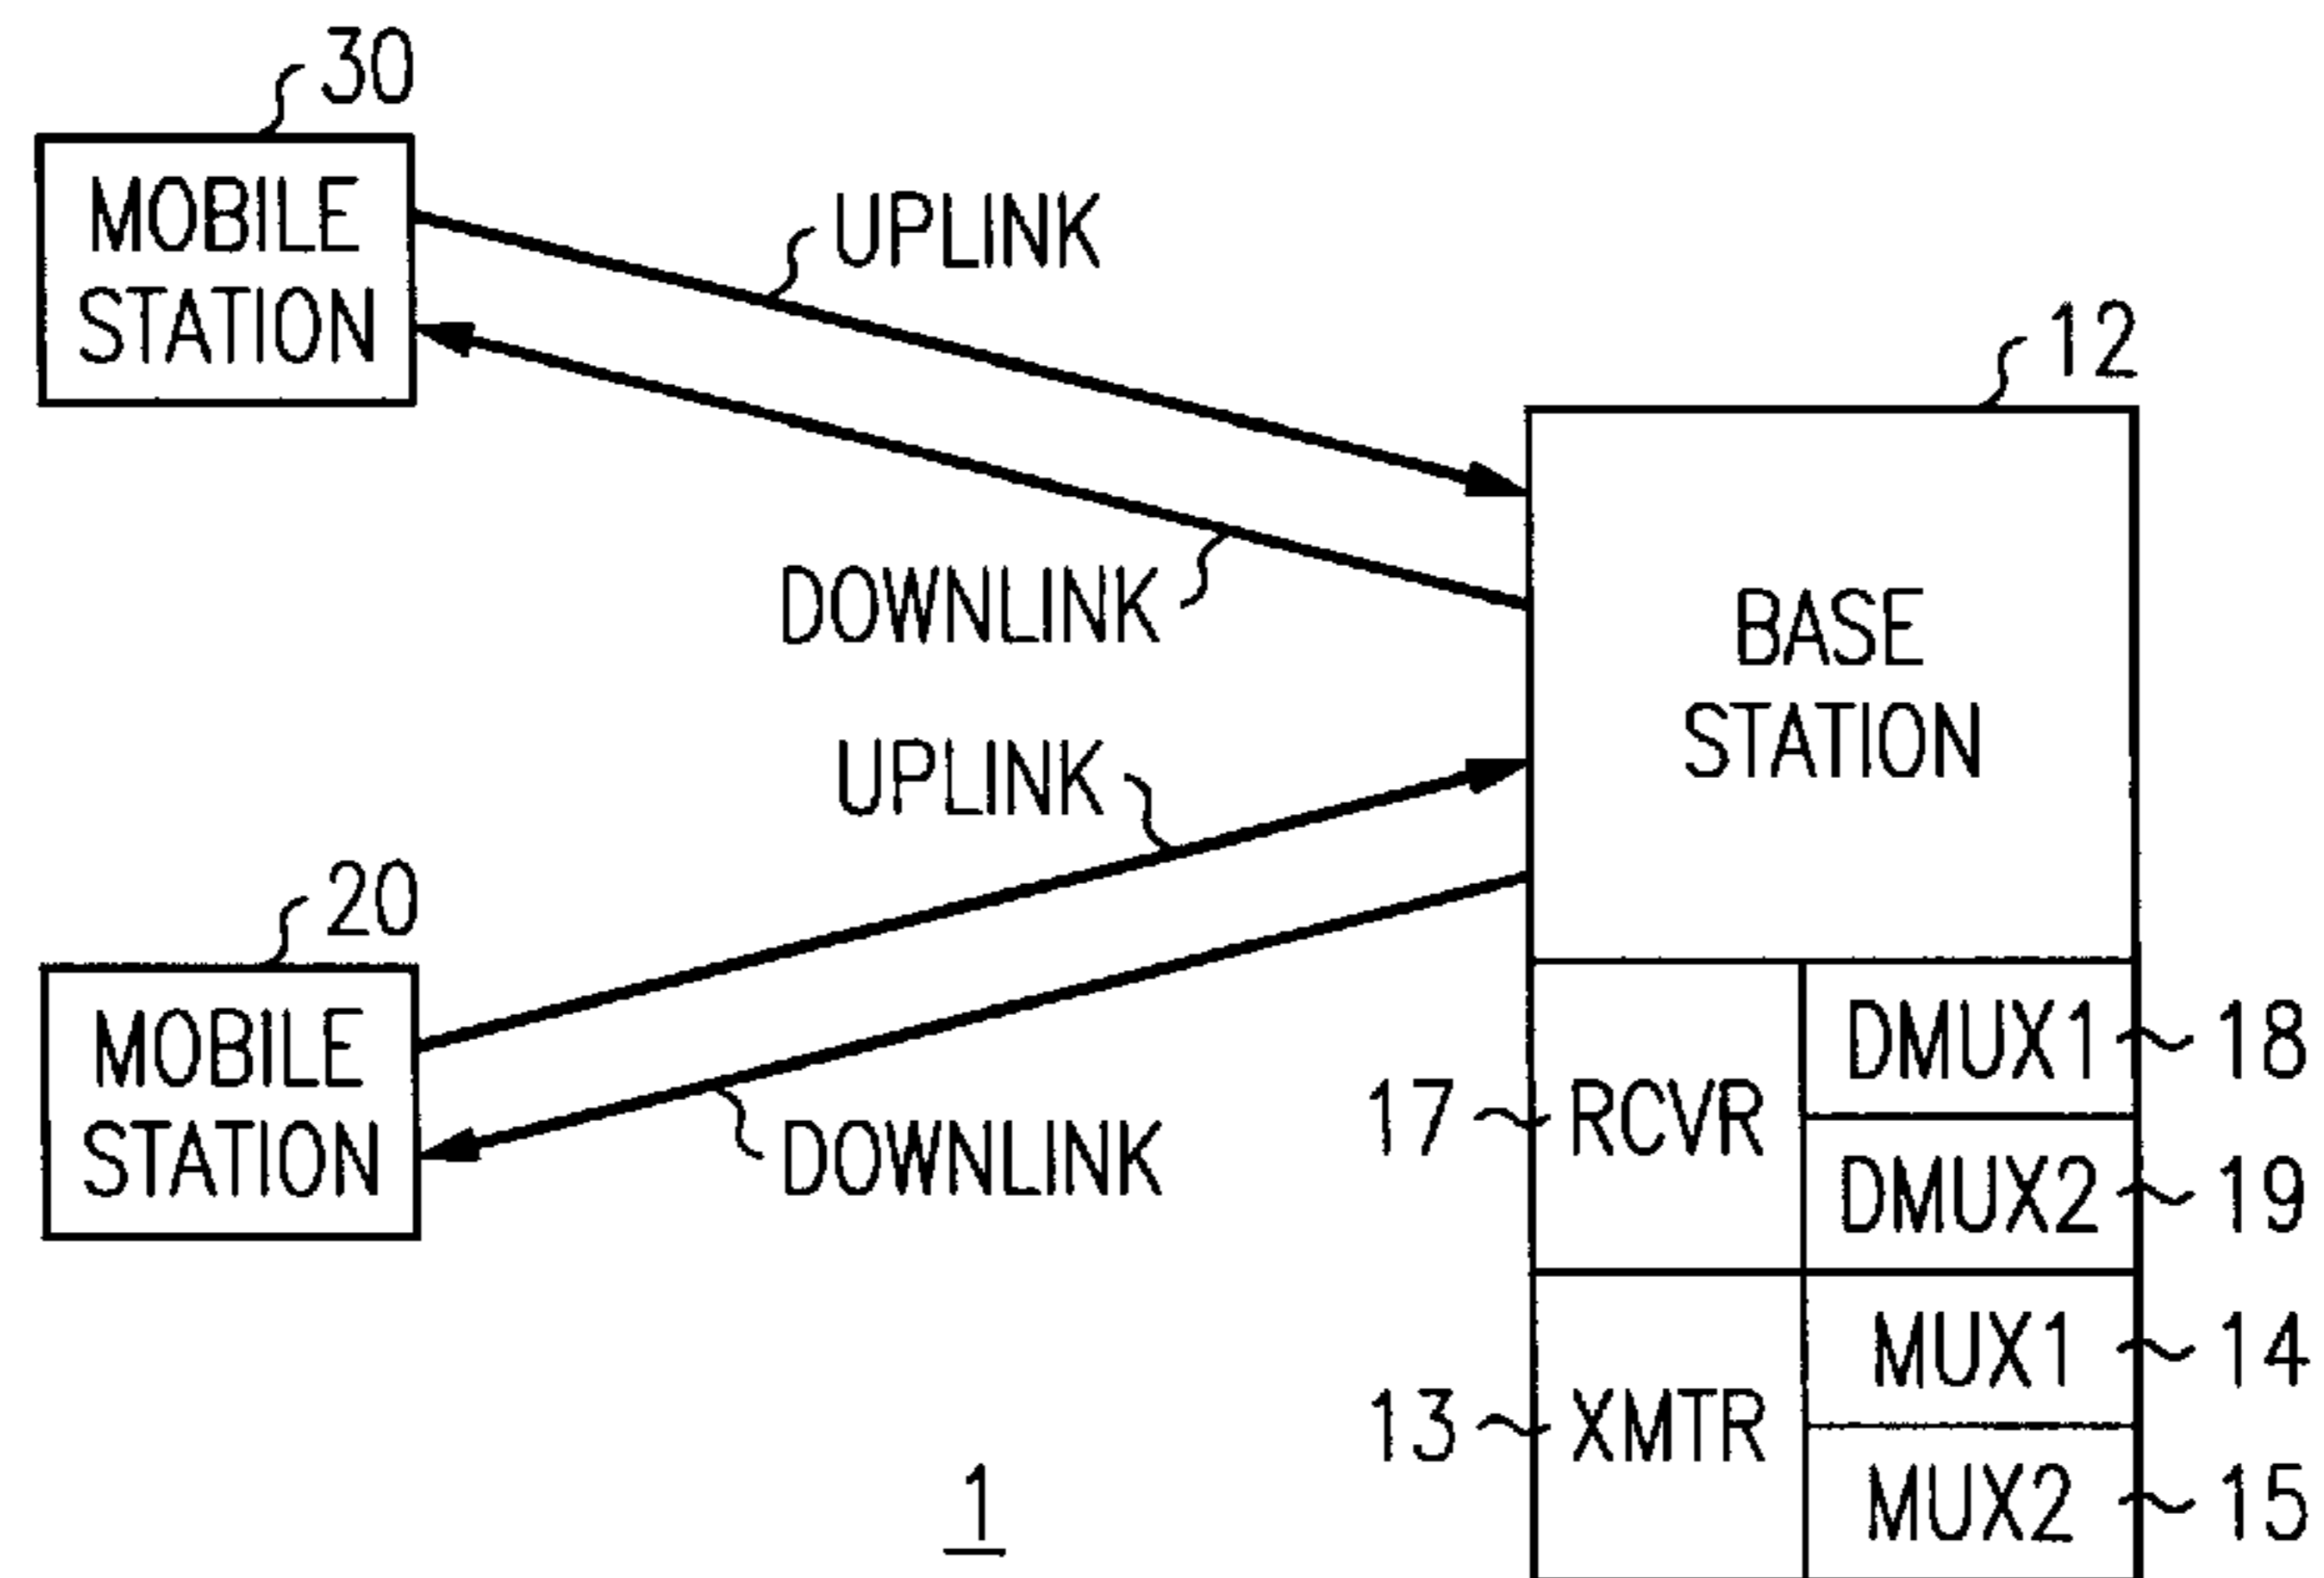 30
MOBILE
STATION
UPLINK
12
DOWNLINK
BASE
STATION
UPLINK
20
MOBILE
STATION
DOWNLINK
17
RCVR
DMUX1
18
DMUX2
19
13
XMTR
MUX1
14
MUX2
15
1